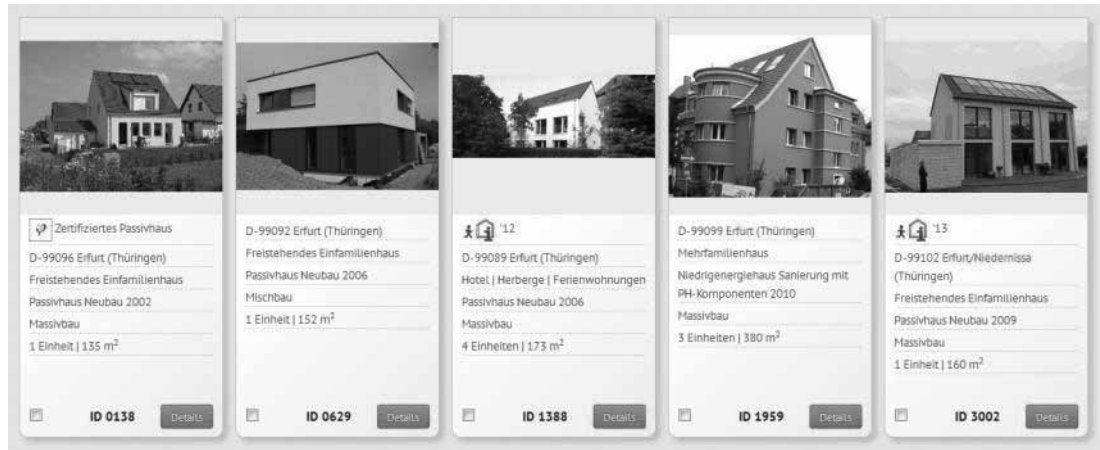 Zertifiziertes Passivhaus
D-99096 Erfurt (Thüringen)
Freistehendes Einfamilienhaus
Passivhaus Neubau 2002
Massivbau
1 Einheit | 135 m²
ID 0138 Details
D-99092 Erfurt (Thüringen)
Freistehendes Einfamilienhaus
Passivhaus Neubau 2006
Mischbau
1 Einheit | 152 m²
ID 0629 Details
'12
D-99089 Erfurt (Thüringen)
Hotel | Herberge | Ferienwohnungen
Passivhaus Neubau 2006
Massivbau
4 Einheiten | 173 m²
ID 1388 Details
D-99099 Erfurt (Thüringen)
Mehrfamilienhaus
Niedrigenergiehaus Sanierung mit
PH-Komponenten 2010
Massivbau
3 Einheiten | 380 m²
ID 1959 Details
'13
D-99102 Erfurt/Niedernissa
(Thüringen)
Freistehendes Einfamilienhaus
Passivhaus Neubau 2009
Massivbau
1 Einheit | 160 m²
ID 3002 Details